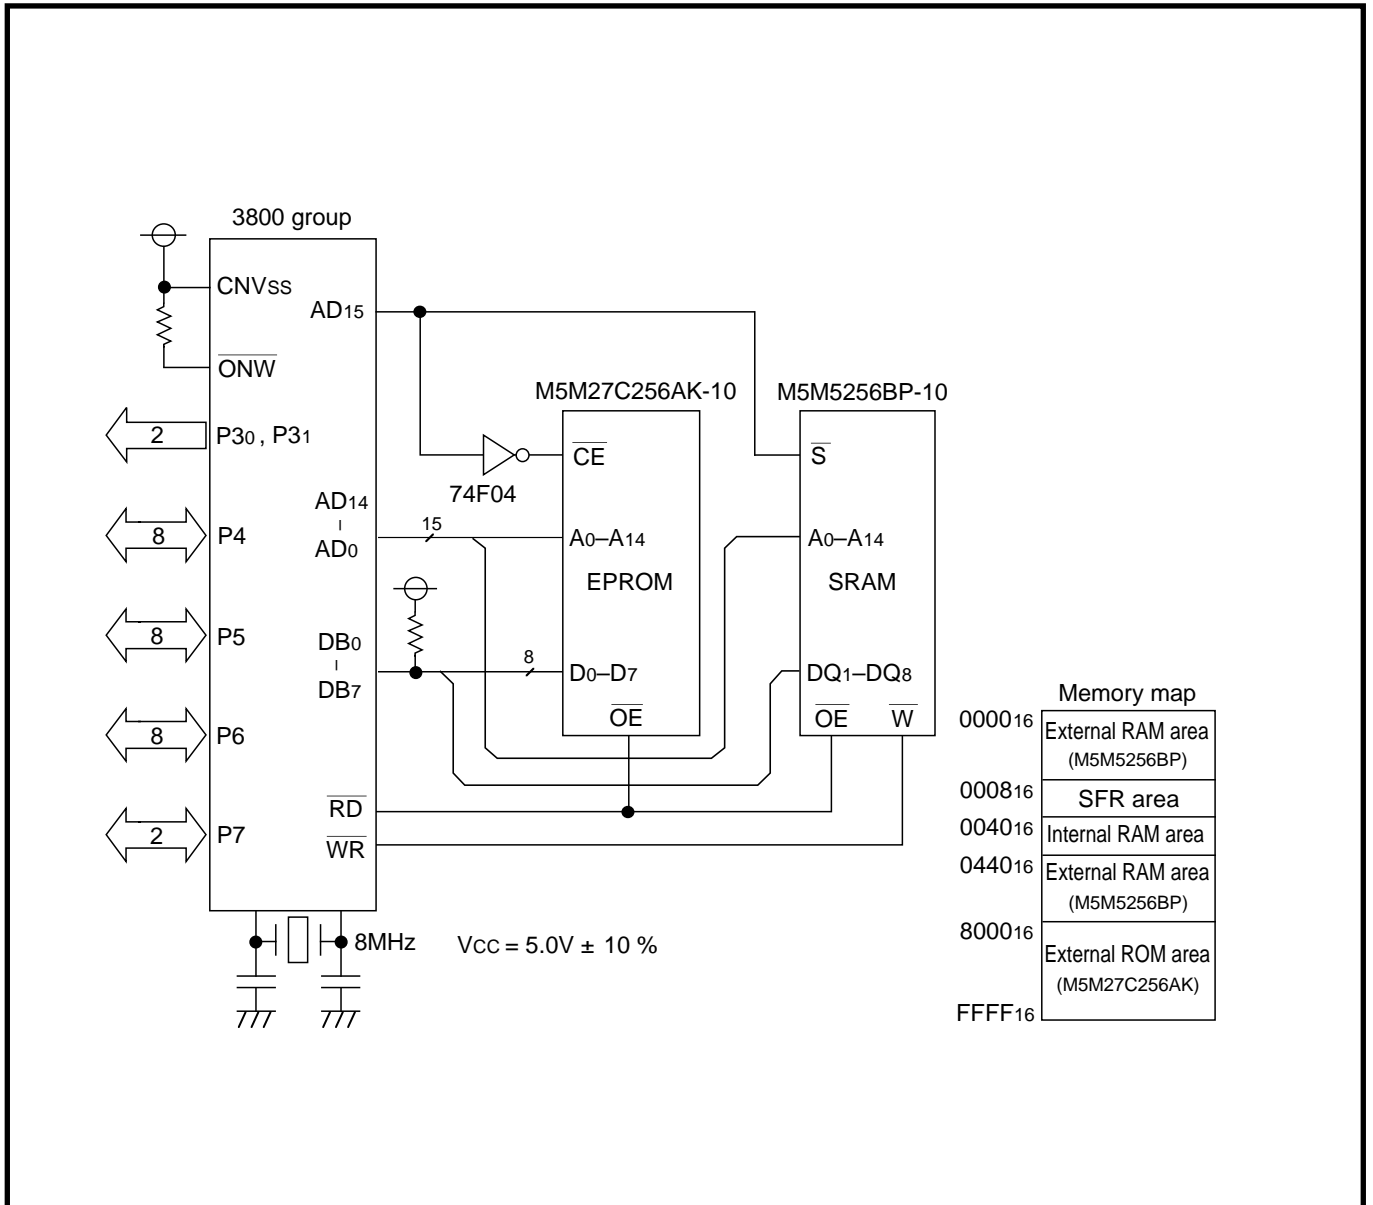 3800 group
CNVSS
AD15
ONW
M5M27C256AK-10
M5M5256BP-10
2
P30 , P31
CE
S
74F04
AD14
–
AD0
15
8
P4
A0–A14
A0–A14
EPROM
SRAM
8
P5
DB0
–
DB7
8
D0–D7
DQ1–DQ8
OE
OE
W
8
P6
RD
2
P7
WR
8MHz
VCC = 5.0V ± 10 %
Memory map
000016
External RAM area
(M5M5256BP)
000816
SFR area
004016
Internal RAM area
044016
External RAM area
(M5M5256BP)
800016
External ROM area
(M5M27C256AK)
FFFF16